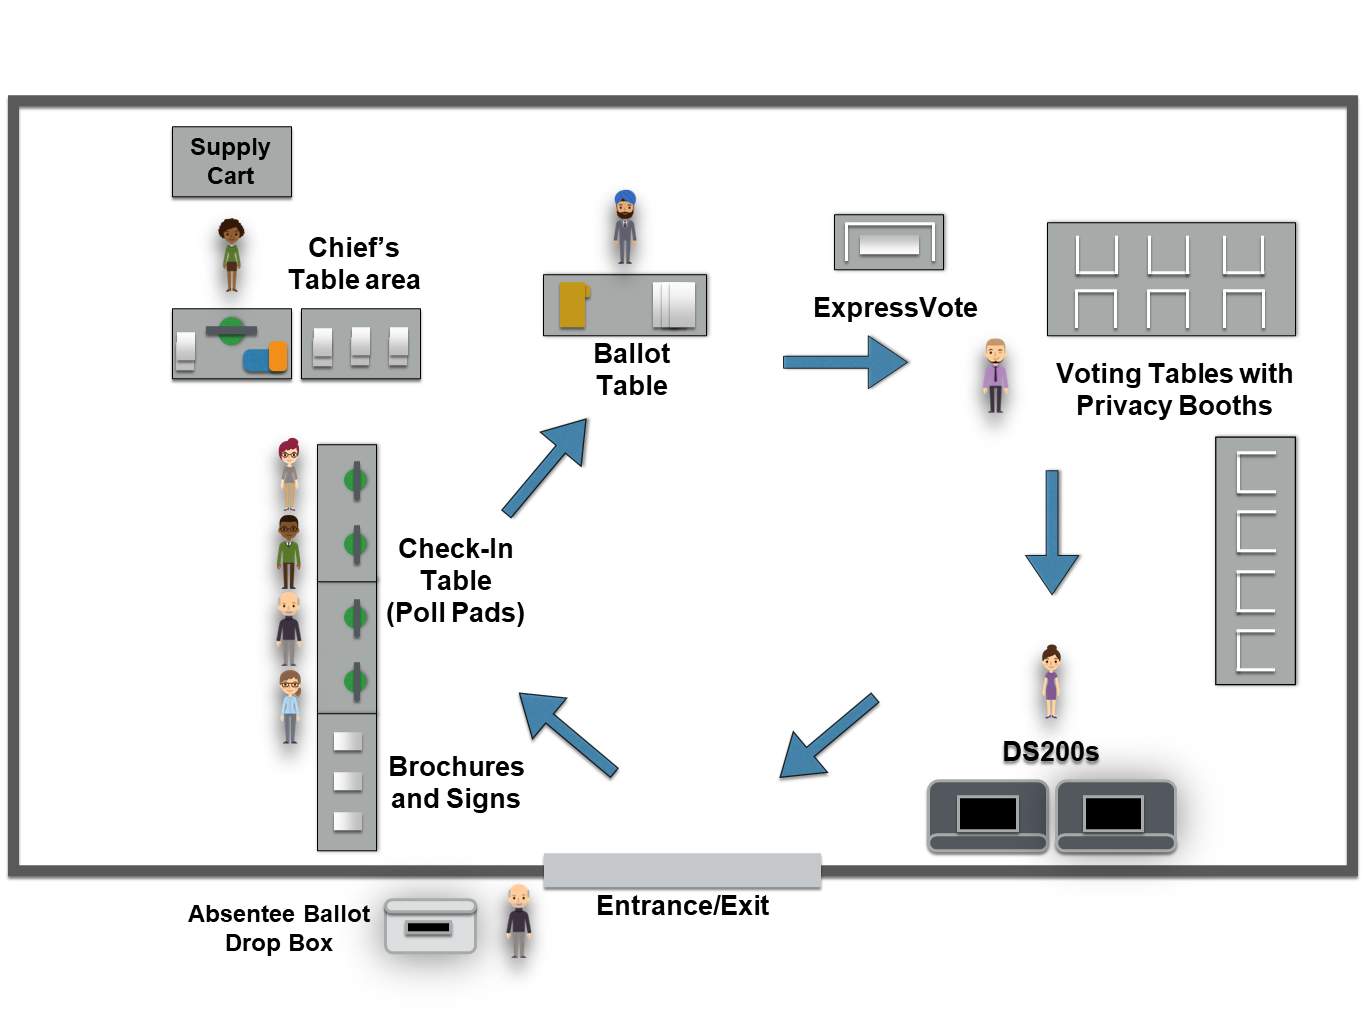 Supply
Cart
Chief’s
Table area
Ballot
Table
ExpressVote
Voting Tables with
Privacy Booths
Check-In
Table
(Poll Pads)
DS200s
Brochures
and Signs
Entrance/Exit
Absentee Ballot
Drop Box